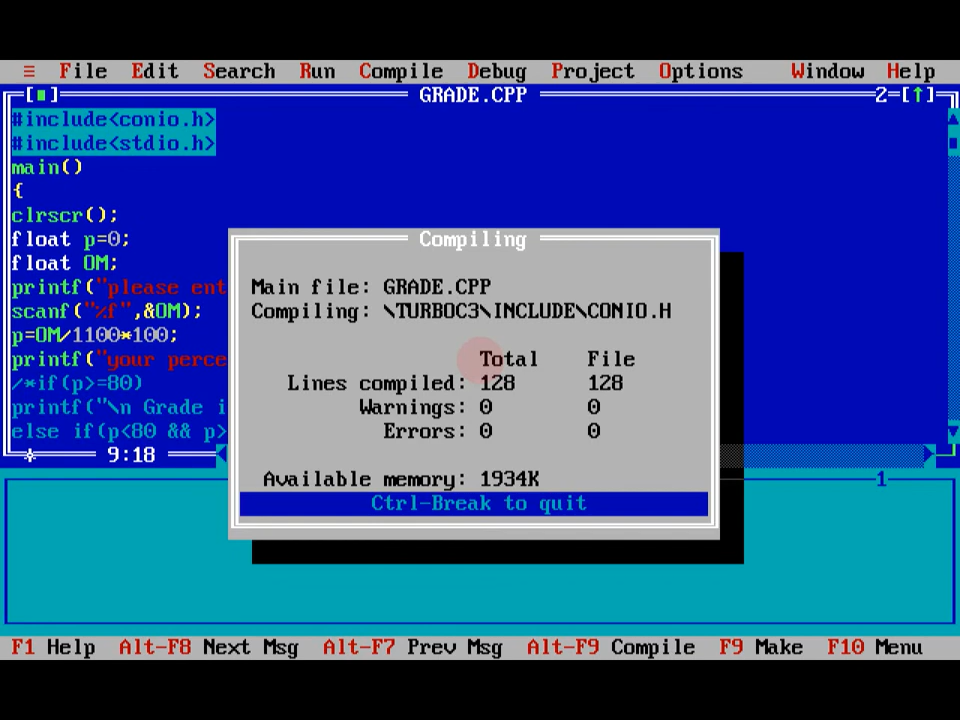 ≡ File Edit Search Run Compile Debug Project Options Window Help
[■] GRADE.CPP 2=[↑]
#include<conio.h>
#include<stdio.h>
main()
{
clrscr();
float p=0;
float OM;
printf("please ent
scanf("%f",&OM);
p=OM/1100*100;
printf("your perce
/*if(p>=80)
printf("\n Grade i
else if(p<80 && p>
9:18
Compiling
Main file: GRADE.CPP
Compiling: \TURBOC3\INCLUDE\CONIO.H
Total File
Lines compiled: 128 128
Warnings: 0 0
Errors: 0 0
Available memory: 1934K
Ctrl-Break to quit
1
F1 Help Alt-F8 Next Msg Alt-F7 Prev Msg Alt-F9 Compile F9 Make F10 Menu